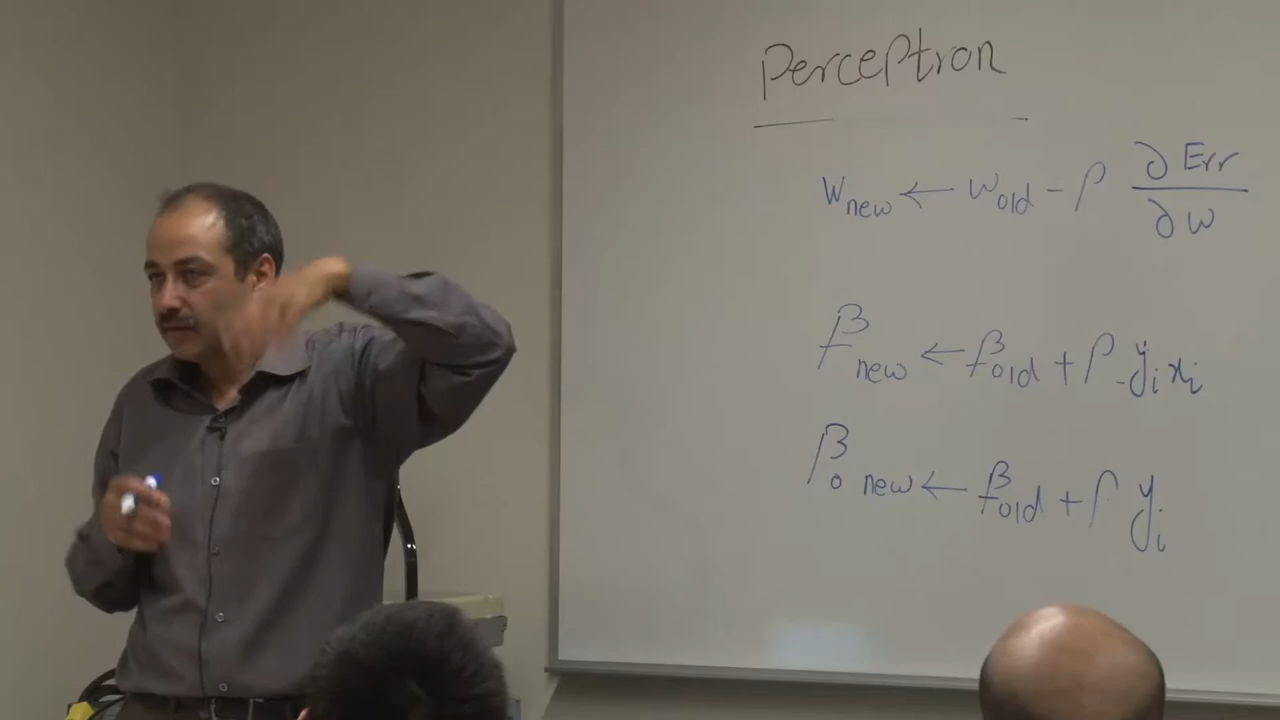 Perceptron
w_new ← w_old - ρ ∂Err/∂w
β_new ← β_old + ρ y_i x_i
β_0 new ← β_old + ρ y_i